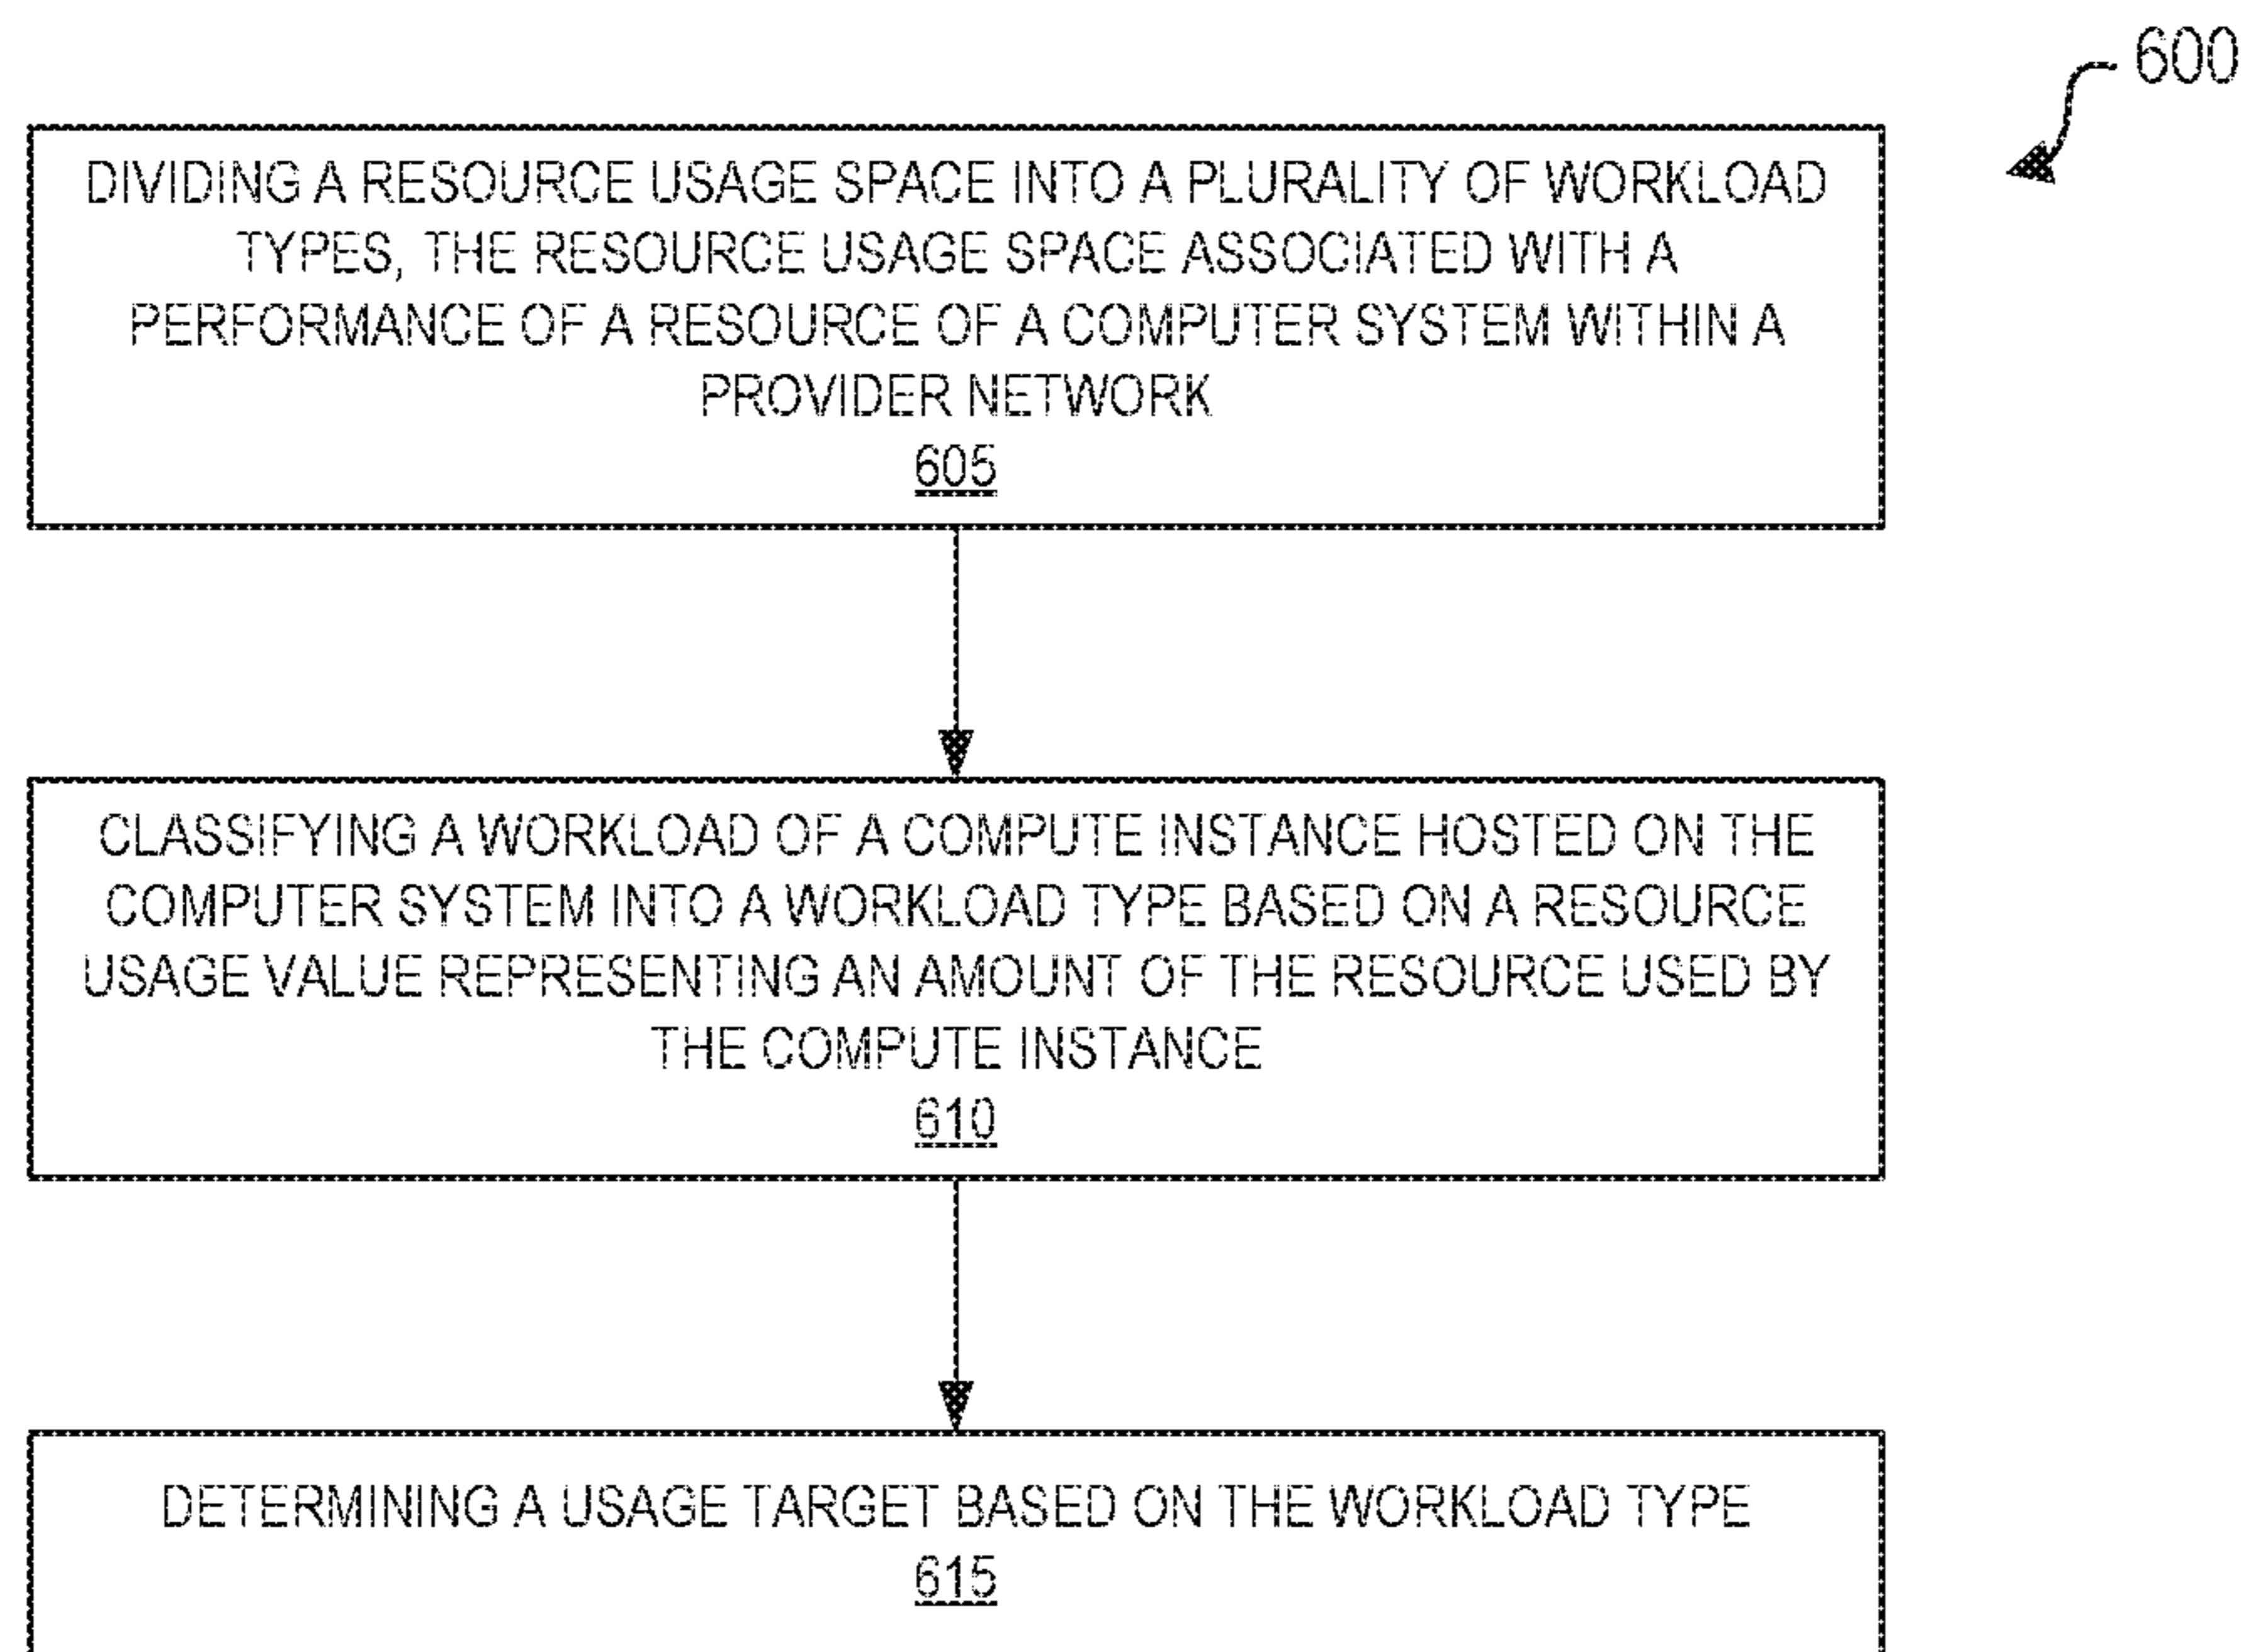 600
DIVIDING A RESOURCE USAGE SPACE INTO A PLURALITY OF WORKLOAD
TYPES, THE RESOURCE USAGE SPACE ASSOCIATED WITH A
PERFORMANCE OF A RESOURCE OF A COMPUTER SYSTEM WITHIN A
PROVIDER NETWORK
605
CLASSIFYING A WORKLOAD OF A COMPUTE INSTANCE HOSTED ON THE
COMPUTER SYSTEM INTO A WORKLOAD TYPE BASED ON A RESOURCE
USAGE VALUE REPRESENTING AN AMOUNT OF THE RESOURCE USED BY
THE COMPUTE INSTANCE
610
DETERMINING A USAGE TARGET BASED ON THE WORKLOAD TYPE
615